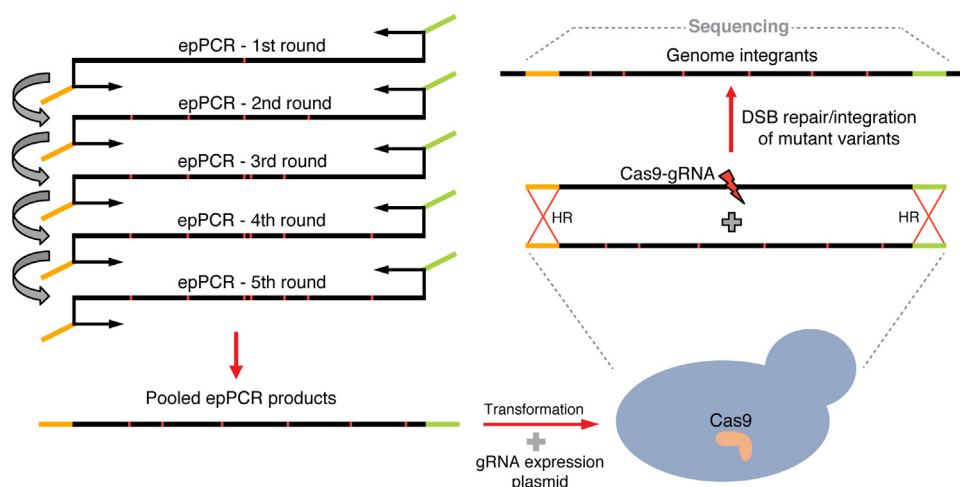 epPCR - 1st round
epPCR - 2nd round
epPCR - 3rd round
epPCR - 4th round
epPCR - 5th round
Pooled epPCR products
Transformation
gRNA expression
plasmid
Sequencing
Genome integrants
DSB repair/integration
of mutant variants
Cas9-gRNA
HR
HR
Cas9